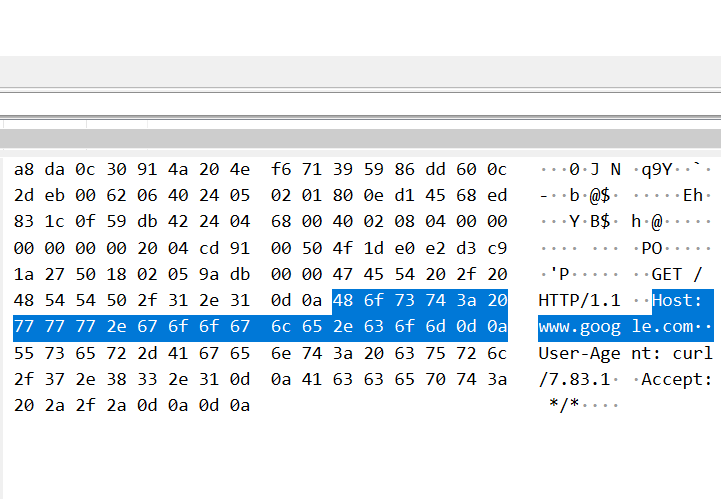 a8 da 0c 30 91 4a 20 4e f6 71 39 59 86 dd 60 0c ···0·J N ·q9Y··`·
2d eb 00 62 06 40 24 05 02 01 80 0e d1 45 68 ed -··b·@$· ·····Eh·
83 1c 0f 59 db 42 24 04 68 00 40 02 08 04 00 00 ···Y·B$· h·@·····
00 00 00 00 20 04 cd 91 00 50 4f 1d e0 e2 d3 c9 ···· ··· ·PO·····
1a 27 50 18 02 05 9a db 00 00 47 45 54 20 2f 20 ·'P····· ··GET /
48 54 54 50 2f 31 2e 31 0d 0a 48 6f 73 74 3a 20 HTTP/1.1 ··Host:
77 77 77 2e 67 6f 6f 67 6c 65 2e 63 6f 6d 0d 0a www.goog le.com··
55 73 65 72 2d 41 67 65 6e 74 3a 20 63 75 72 6c User-Age nt: curl
2f 37 2e 38 33 2e 31 0d 0a 41 63 63 65 70 74 3a /7.83.1· ·Accept:
20 2a 2f 2a 0d 0a 0d 0a */*····